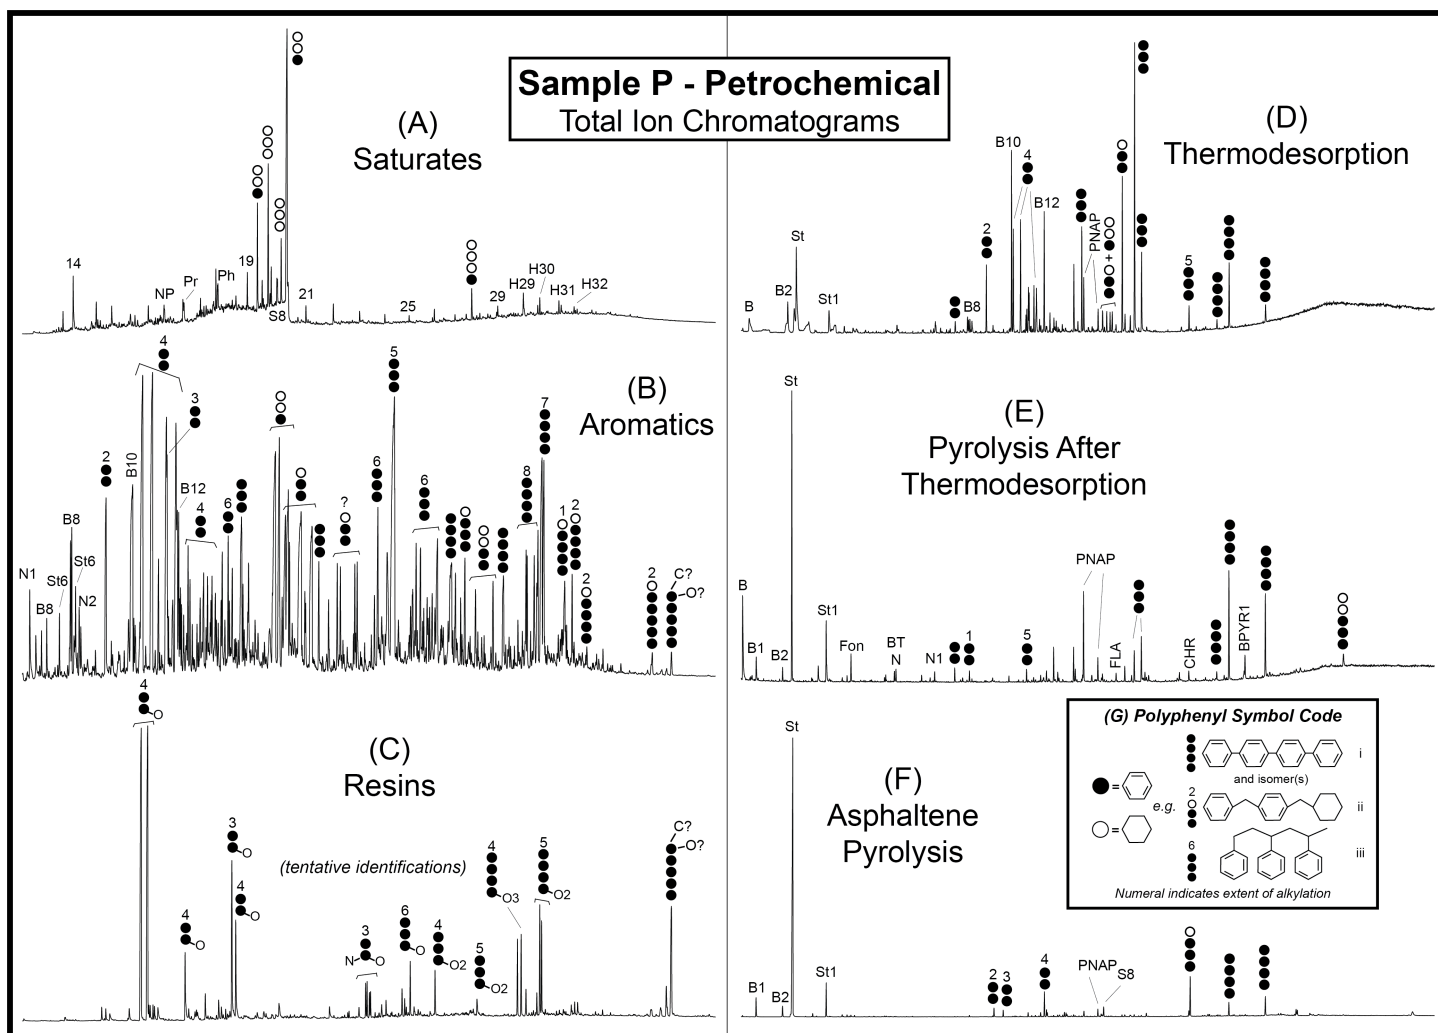 Sample P - Petrochemical
Total Ion Chromatograms
(A)
Saturates
14
NP
Pr
Ph
19
S8
21
25
29
H29
H30
H31
H32
(B)
Aromatics
N1
B8
St6
B8
St6
N2
2
B10
4
3
B12
4
6
?
6
5
6
8
7
1
2
2
2
C?
O?
(C)
Resins
(tentative identifications)
4
O
4
O
3
O
4
O
3
N
O
6
O
4
O2
5
O2
4
O3
5
O2
C?
O?
(D)
Thermodesorption
B
B2
St
St1
B8
2
B10
4
B12
PNAP
+
5
(E)
Pyrolysis After
Thermodesorption
B
B1
B2
St
St1
Fon
BT
N
N1
1
5
PNAP
FLA
CHR
BPYR1
(F)
Asphaltene
Pyrolysis
B1
B2
St
St1
2
3
4
PNAP
S8
(G) Polyphenyl Symbol Code
=
=
e.g.
i
and isomer(s)
2
ii
6
iii
Numeral indicates extent of alkylation